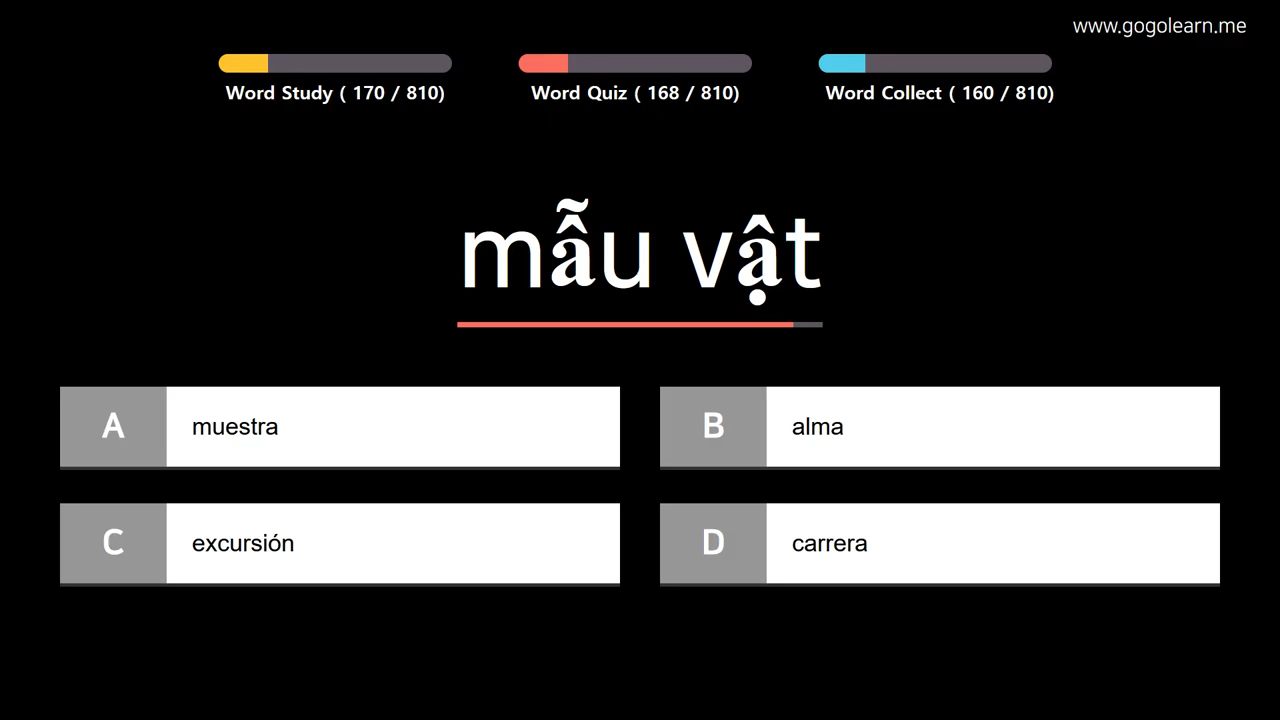 www.gogolearn.me
Word Study ( 170 / 810)
Word Quiz ( 168 / 810)
Word Collect ( 160 / 810)
mẫu vật
A muestra
B alma
C excursión
D carrera